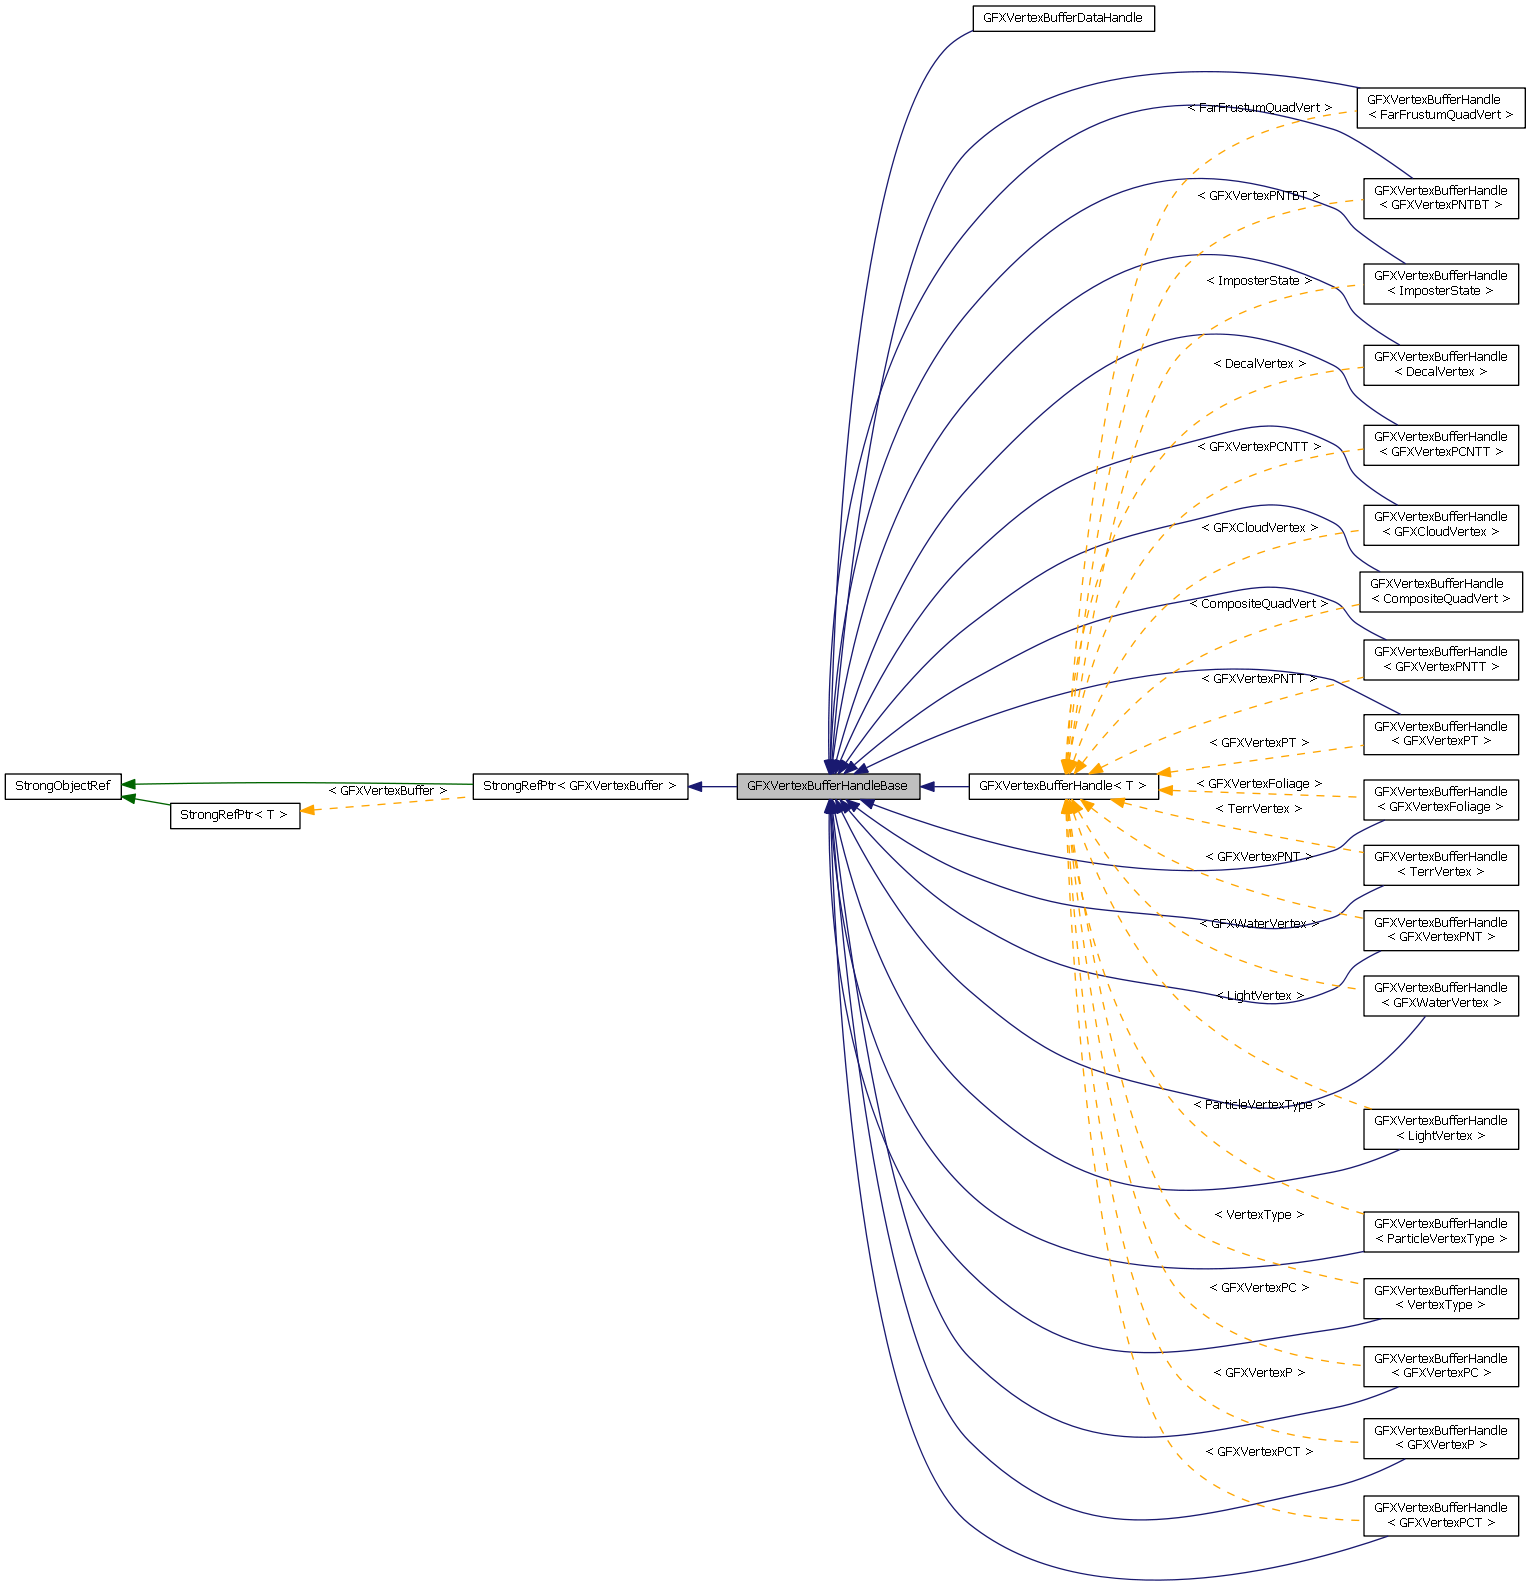 GFXVertexBufferDataHandle
GFXVertexBufferHandle
< FarFrustumQuadVert >
< FarFrustumQuadVert >
GFXVertexBufferHandle
< GFXVertexPNTBT >
< GFXVertexPNTBT >
GFXVertexBufferHandle
< ImposterState >
< ImposterState >
GFXVertexBufferHandle
< DecalVertex >
< DecalVertex >
GFXVertexBufferHandle
< GFXVertexPCNTT >
< GFXVertexPCNTT >
GFXVertexBufferHandle
< GFXCloudVertex >
< GFXCloudVertex >
GFXVertexBufferHandle
< CompositeQuadVert >
< CompositeQuadVert >
GFXVertexBufferHandle
< GFXVertexPNTT >
< GFXVertexPNTT >
GFXVertexBufferHandle
< GFXVertexPT >
< GFXVertexPT >
StrongObjectRef
< GFXVertexBuffer >
StrongRefPtr< T >
StrongRefPtr< GFXVertexBuffer >
GFXVertexBufferHandleBase
GFXVertexBufferHandle< T >
< GFXVertexFoliage >
GFXVertexBufferHandle
< GFXVertexFoliage >
< TerrVertex >
GFXVertexBufferHandle
< TerrVertex >
< GFXVertexPNT >
GFXVertexBufferHandle
< GFXVertexPNT >
< GFXWaterVertex >
GFXVertexBufferHandle
< GFXWaterVertex >
< LightVertex >
GFXVertexBufferHandle
< LightVertex >
< ParticleVertexType >
GFXVertexBufferHandle
< ParticleVertexType >
< VertexType >
GFXVertexBufferHandle
< VertexType >
< GFXVertexPC >
GFXVertexBufferHandle
< GFXVertexPC >
< GFXVertexP >
GFXVertexBufferHandle
< GFXVertexP >
< GFXVertexPCT >
GFXVertexBufferHandle
< GFXVertexPCT >